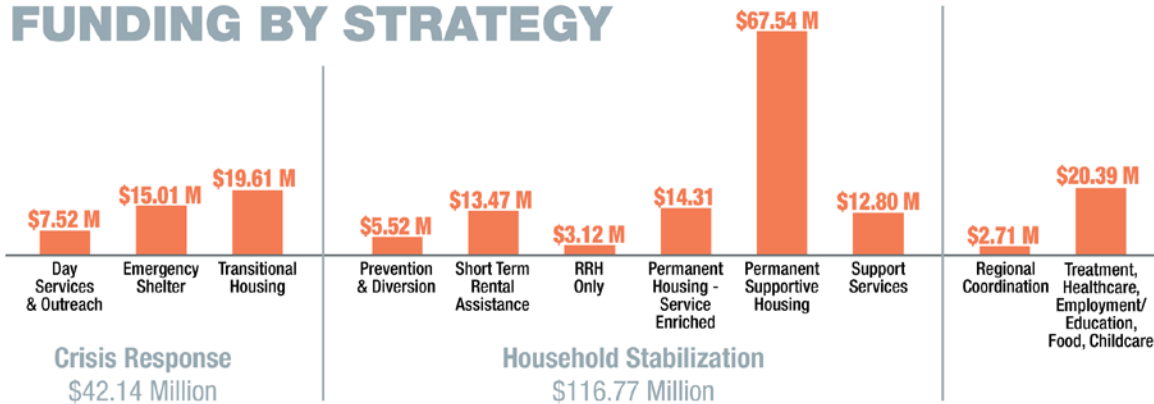 FUNDING BY STRATEGY
$7.52 M
Day
Services
& Outreach
$15.01 M
Emergency
Shelter
$19.61 M
Transitional
Housing
Crisis Response
$42.14 Million
$5.52 M
Prevention
& Diversion
$13.47 M
Short Term
Rental
Assistance
$3.12 M
RRH
Only
$14.31
Permanent
Housing -
Service
Enriched
$67.54 M
Permanent
Supportive
Housing
$12.80 M
Support
Services
Household Stabilization
$116.77 Million
$2.71 M
Regional
Coordination
$20.39 M
Treatment,
Healthcare,
Employment/
Education,
Food, Childcare